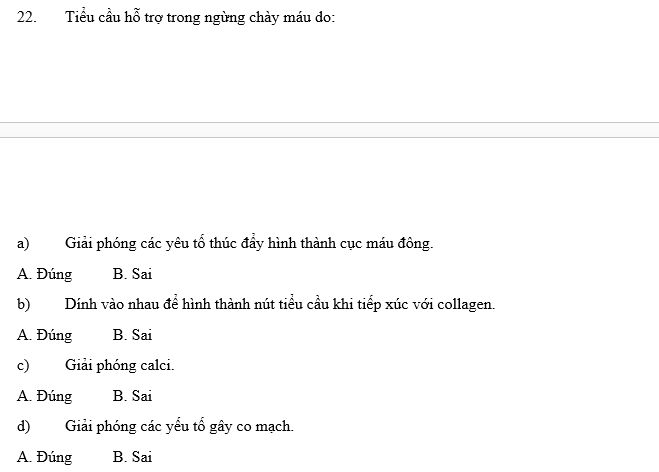 22. Tiểu cầu hỗ trợ trong ngừng chảy máu do:
a) Giải phóng các yêu tố thúc đẩy hình thành cục máu đông.
A. Đúng B. Sai
b) Dính vào nhau để hình thành nút tiểu cầu khi tiếp xúc với collagen.
A. Đúng B. Sai
c) Giải phóng calci.
A. Đúng B. Sai
d) Giải phóng các yếu tố gây co mạch.
A. Đúng B. Sai